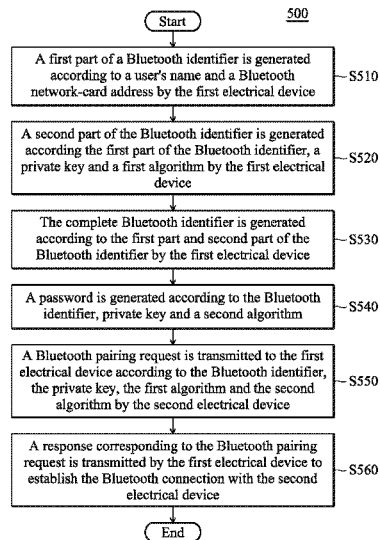 Start
500
A first part of a Bluetooth identifier is generated
according to a user's name and a Bluetooth
network-card address by the first electrical device
S510
A second part of the Bluetooth identifier is generated
according the first part of the Bluetooth identifier, a
private key and a first algorithm by the first electrical
device
S520
The complete Bluetooth identifier is generated
according to the first part and second part of the
Bluetooth identifier by the first electrical device
S530
A password is generated according to the Bluetooth
identifier, private key and a second algorithm
S540
A Bluetooth pairing request is transmitted to the first
electrical device according to the Bluetooth identifier,
the private key, the first algorithm and the second
algorithm by the second electrical device
S550
A response corresponding to the Bluetooth pairing
request is transmitted by the first electrical device to
establish the Bluetooth connection with the second
electrical device
S560
End